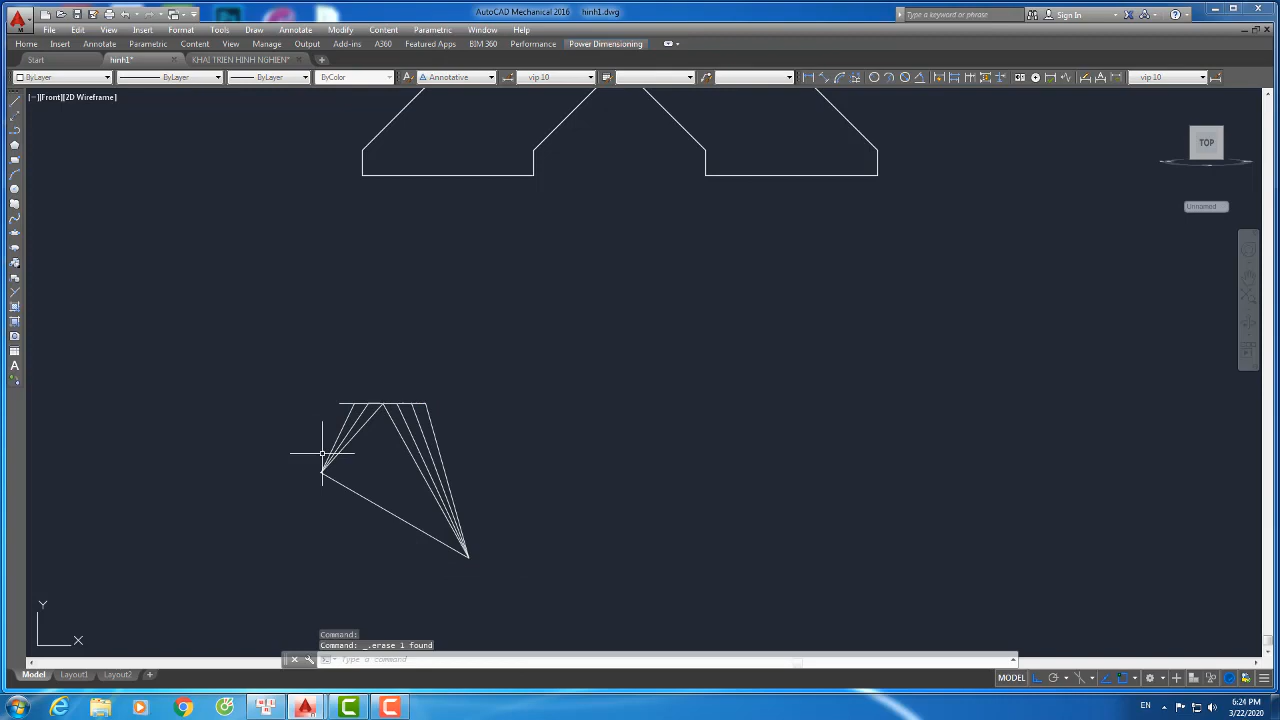 AutoCAD Mechanical 2016 hinh1.dwg
Type a keyword or phrase
Sign In
File Edit View Insert Format Tools Draw Annotate Modify Content Window Parametric Help
Home Insert Annotate Parametric Content View Manage Output Add-ins A360 Featured Apps BIM 360 Performance Power Dimensioning
Start hinh1* KHAI TRIEN HINH NGHIEN*
ByLayer ByLayer ByLayer ByColor Annotative vip 10 vip 10
[−][Front][2D Wireframe]
TOP
Unnamed
Y
X
Command:
Command: _.erase 1 found
Type a command
Model Layout1 Layout2
MODEL
EN
6:24 PM
3/22/2020